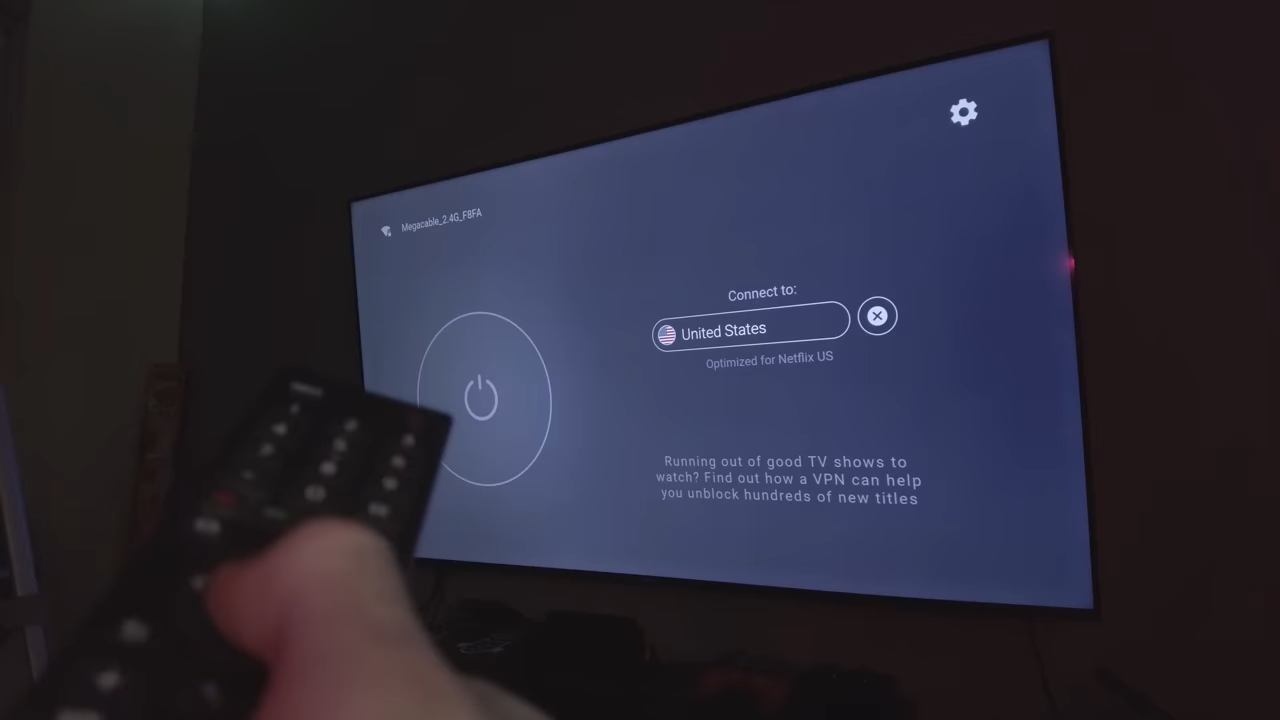 Megacable_2.4G_F8FA
Connect to:
United States
Optimized for Netflix US
Running out of good TV shows to
watch? Find out how a VPN can help
you unblock hundreds of new titles